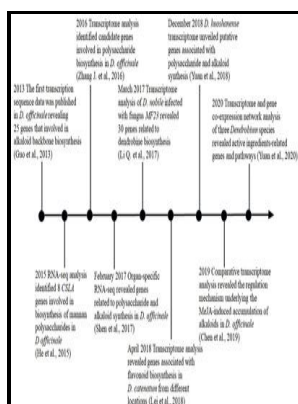 2013 The first transcription
sequence data was published
in D. officinale revealing
25 genes that involved in
alkaloid backbone biosynthesis
(Guo et al., 2013)
2016 Transcriptome analysis
identified candidate genes
involved in polysaccharide
biosynthesis in D. officinale
(Zhang J. et al., 2016)
March 2017 Transcriptome
analysis of D. nobile infected
with fungus MF23 revealed
30 genes related to
dendrobine biosynthesis
(Li Q. et al., 2017)
December 2018 D. huoshanense
transcriptome unveiled putative
genes associated with
polysaccharide and alkaloid
synthesis (Yuan et al., 2018)
2020 Transcriptome and gene
co-expression network analysis
of three Dendrobium species
revealed active ingredients-related
genes and pathways (Yuan et al., 2020)
2015 RNA-seq analysis
identified 8 CSLA
genes involved in
biosynthesis of mannan
polysaccharides in
D. officinale
(He et al., 2015)
February 2017 Organ-specific
RNA-seq revealed genes
related to polysaccharide and
alkaloid synthesis in D. officinale
(Shen et al., 2017)
April 2018 Transcriptome analysis
revealed genes associated with
flavonoid biosynthesis in
D. catenatum from different
locations (Lei et al., 2018)
2019 Comparative transcriptome
analysis revealed the regulation
mechanism underlying the
MeJA-induced accumulation of
alkaloids in D. officinale
(Chen et al., 2019)